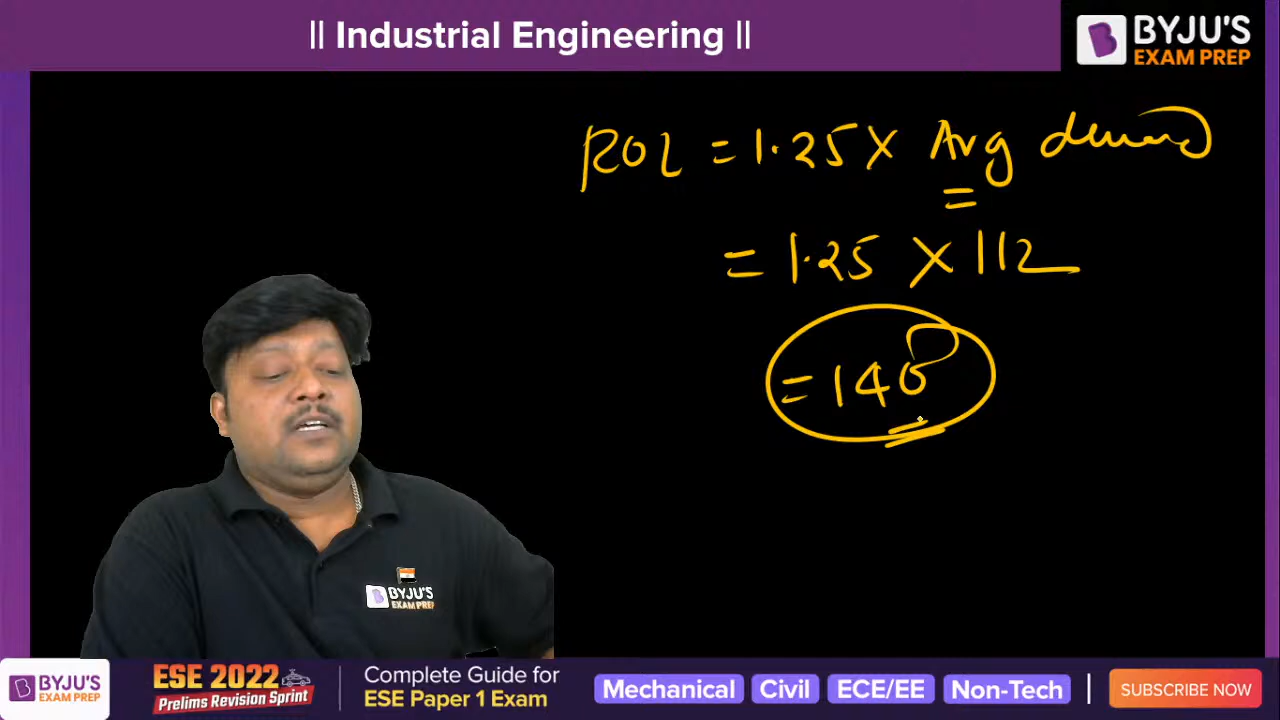 || Industrial Engineering ||
BYJU'S
EXAM PREP
ROL = 1.25 X Avg demand
= 1.25 X 112
= 140
BYJU'S
EXAM PREP
BYJU'S
EXAM PREP
ESE 2022
Prelims Revision Sprint
Complete Guide for
ESE Paper 1 Exam
Mechanical Civil ECE/EE Non-Tech
SUBSCRIBE NOW